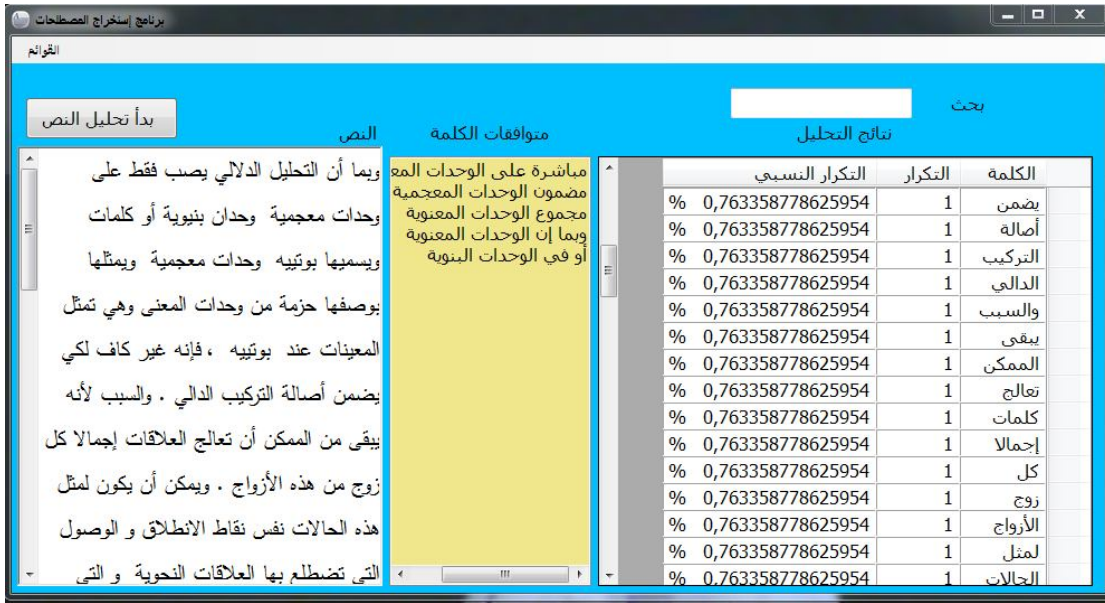 برنامج إستخراج المصطلحات
القوائم
بحث
نتائج التحليل
متوافقات الكلمة
النص
بدأ تحليل النص
الكلمة التكرار التكرار النسبي
يضمن 1 0,763358778625954 %
أصالة 1 0,763358778625954 %
التركيب 1 0,763358778625954 %
الدالي 1 0,763358778625954 %
والسبب 1 0,763358778625954 %
يبقى 1 0,763358778625954 %
الممكن 1 0,763358778625954 %
تعالج 1 0,763358778625954 %
كلمات 1 0,763358778625954 %
إجمالا 1 0,763358778625954 %
كل 1 0,763358778625954 %
زوج 1 0,763358778625954 %
الأزواج 1 0,763358778625954 %
لمثل 1 0,763358778625954 %
الحالات 1 0,763358778625954 %
مباشرة على الوحدات المع
مضمون الوحدات المعجمية
مجموع الوحدات المعنوية
وبما إن الوحدات المعنوية
أو في الوحدات البنوية
وبما أن التحليل الدلالي يصب فقط على
وحدات معجمية وحدان بنيوية أو كلمات
ويسميها بوتييه وحدات معجمية ويمثلها
بوصفها حزمة من وحدات المعنى وهي تمثل
المعينات عند بوتييه ، فإنه غير كاف لكي
يضمن أصالة التركيب الدالي . والسبب لأنه
يبقى من الممكن أن تعالج العلاقات إجمالا كل
زوج من هذه الأزواج . ويمكن أن يكون لمثل
هذه الحالات نفس نقاط الانطلاق و الوصول
التي تضطلع بها العلاقات النحوية و التي